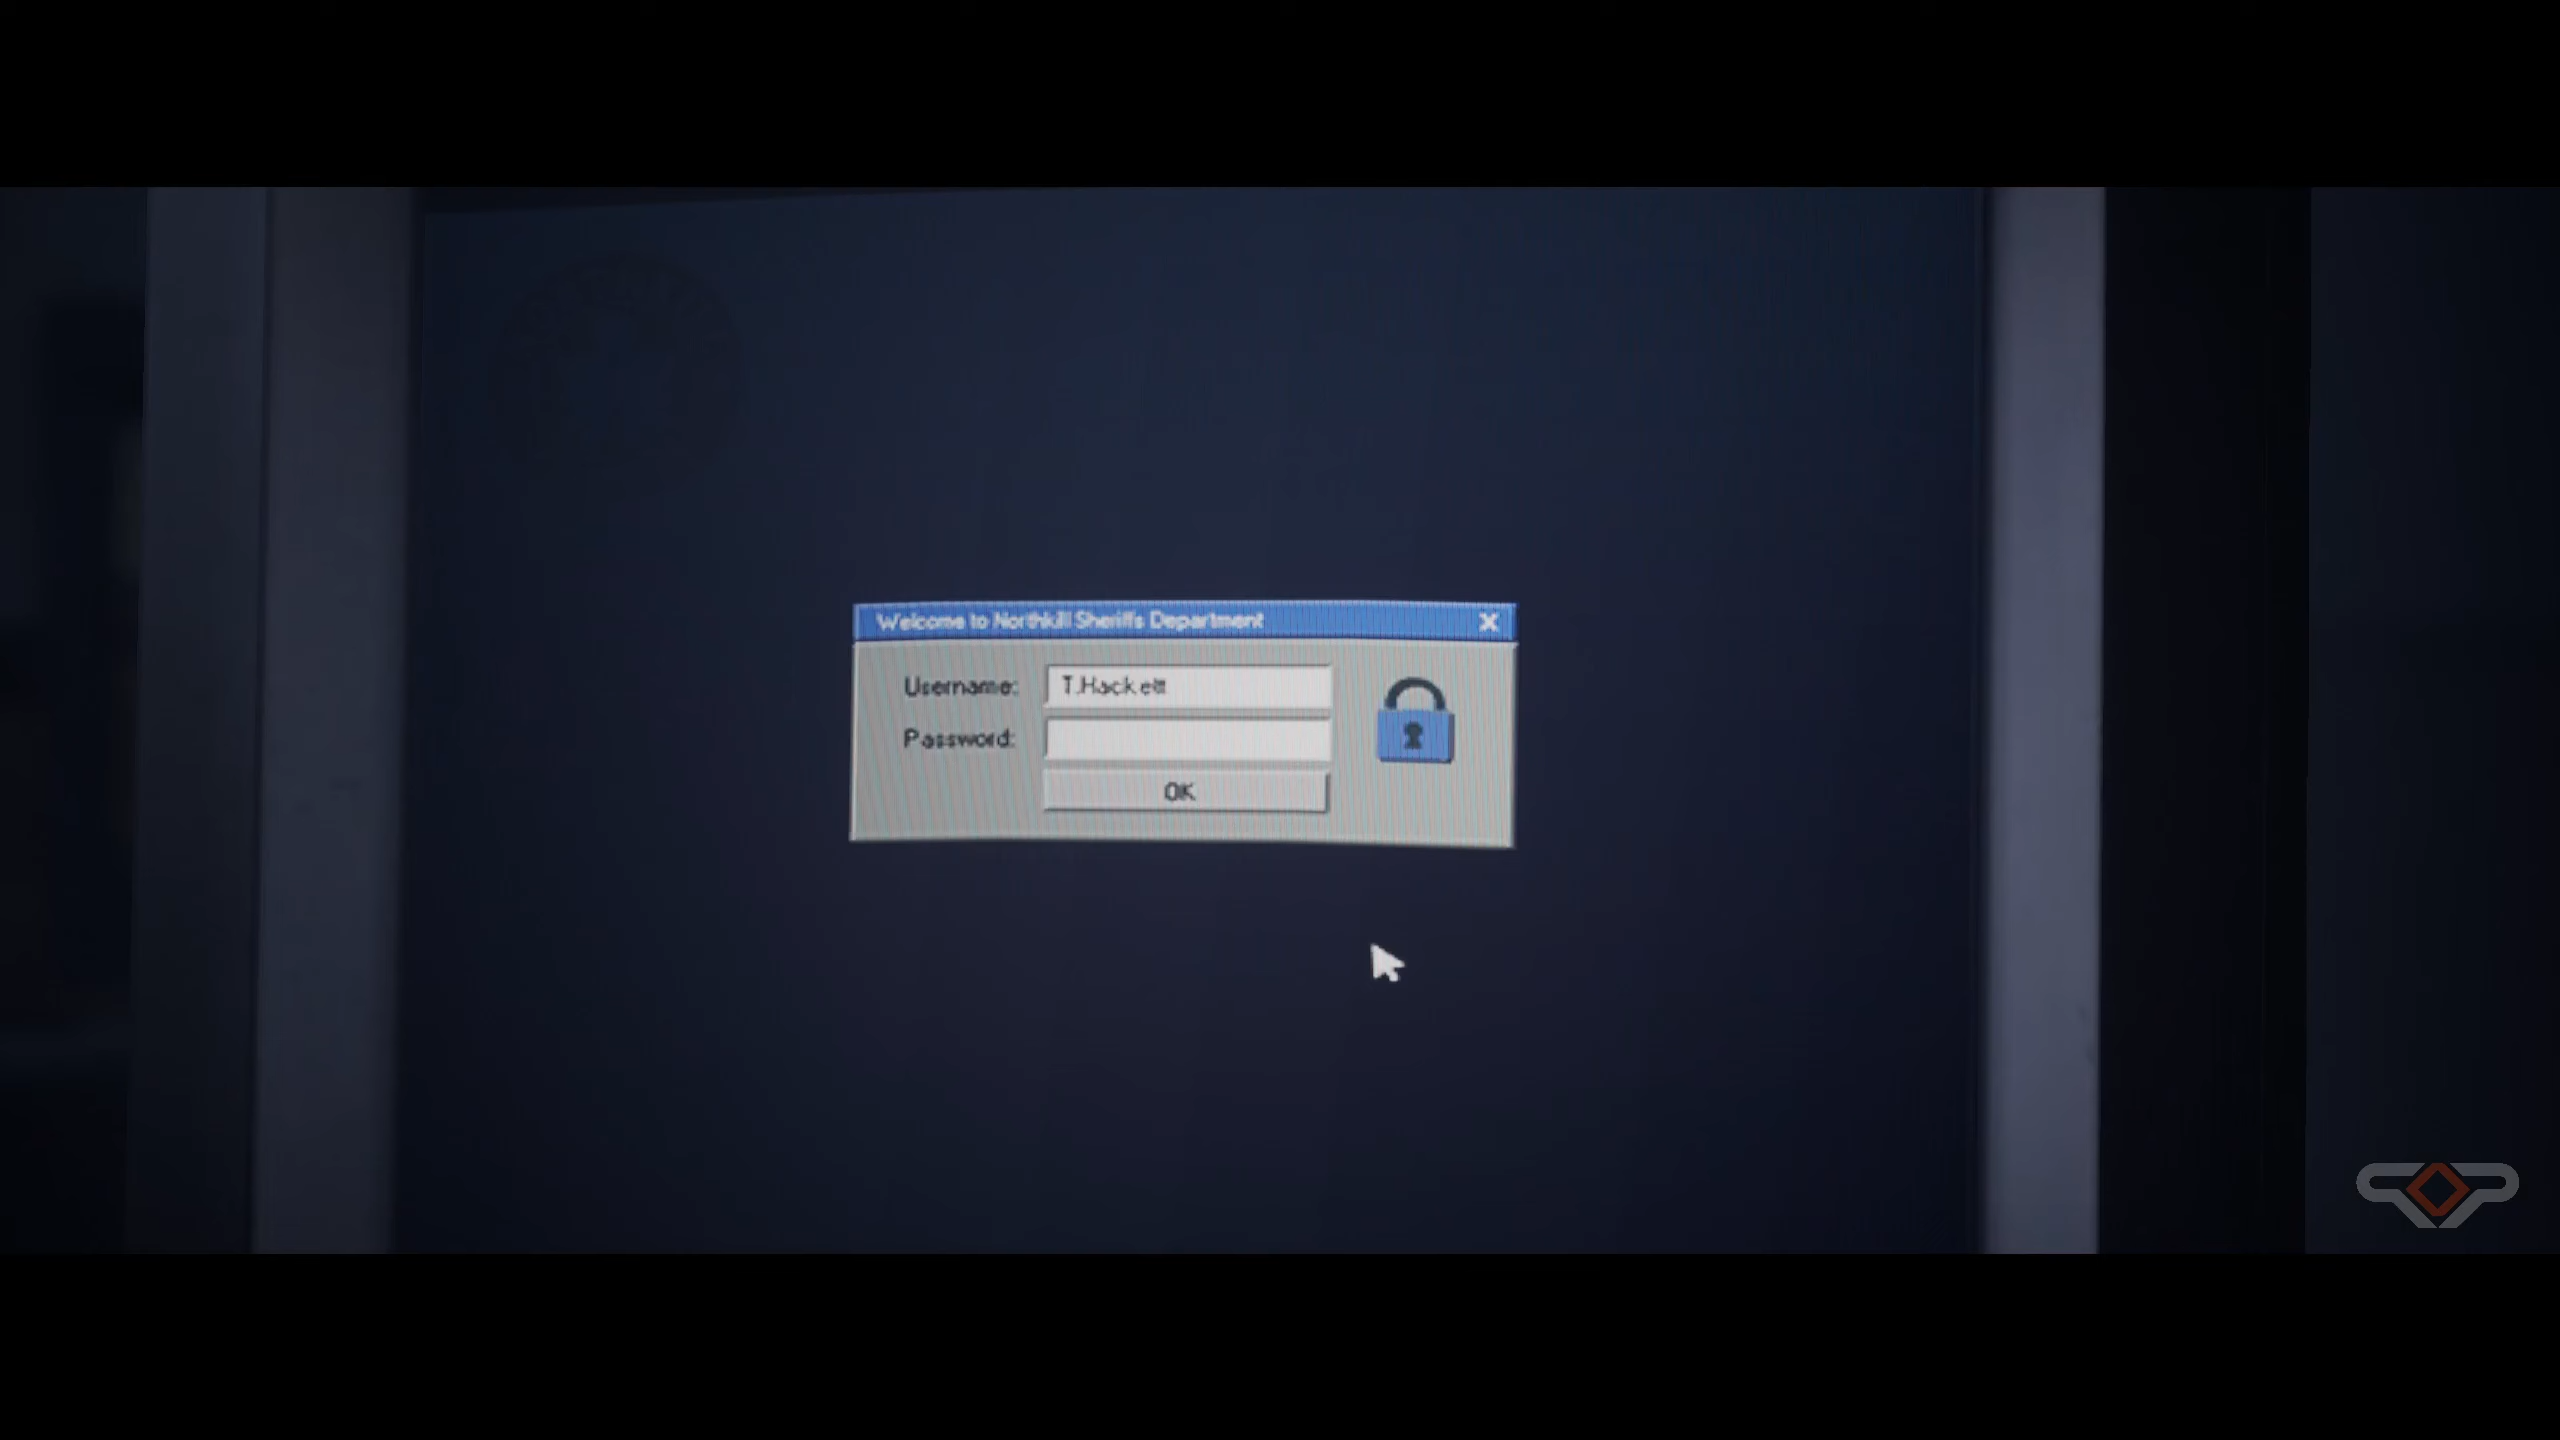 Welcome to Northkill Sheriffs Department X
Username: T.Hackett
Password:
OK